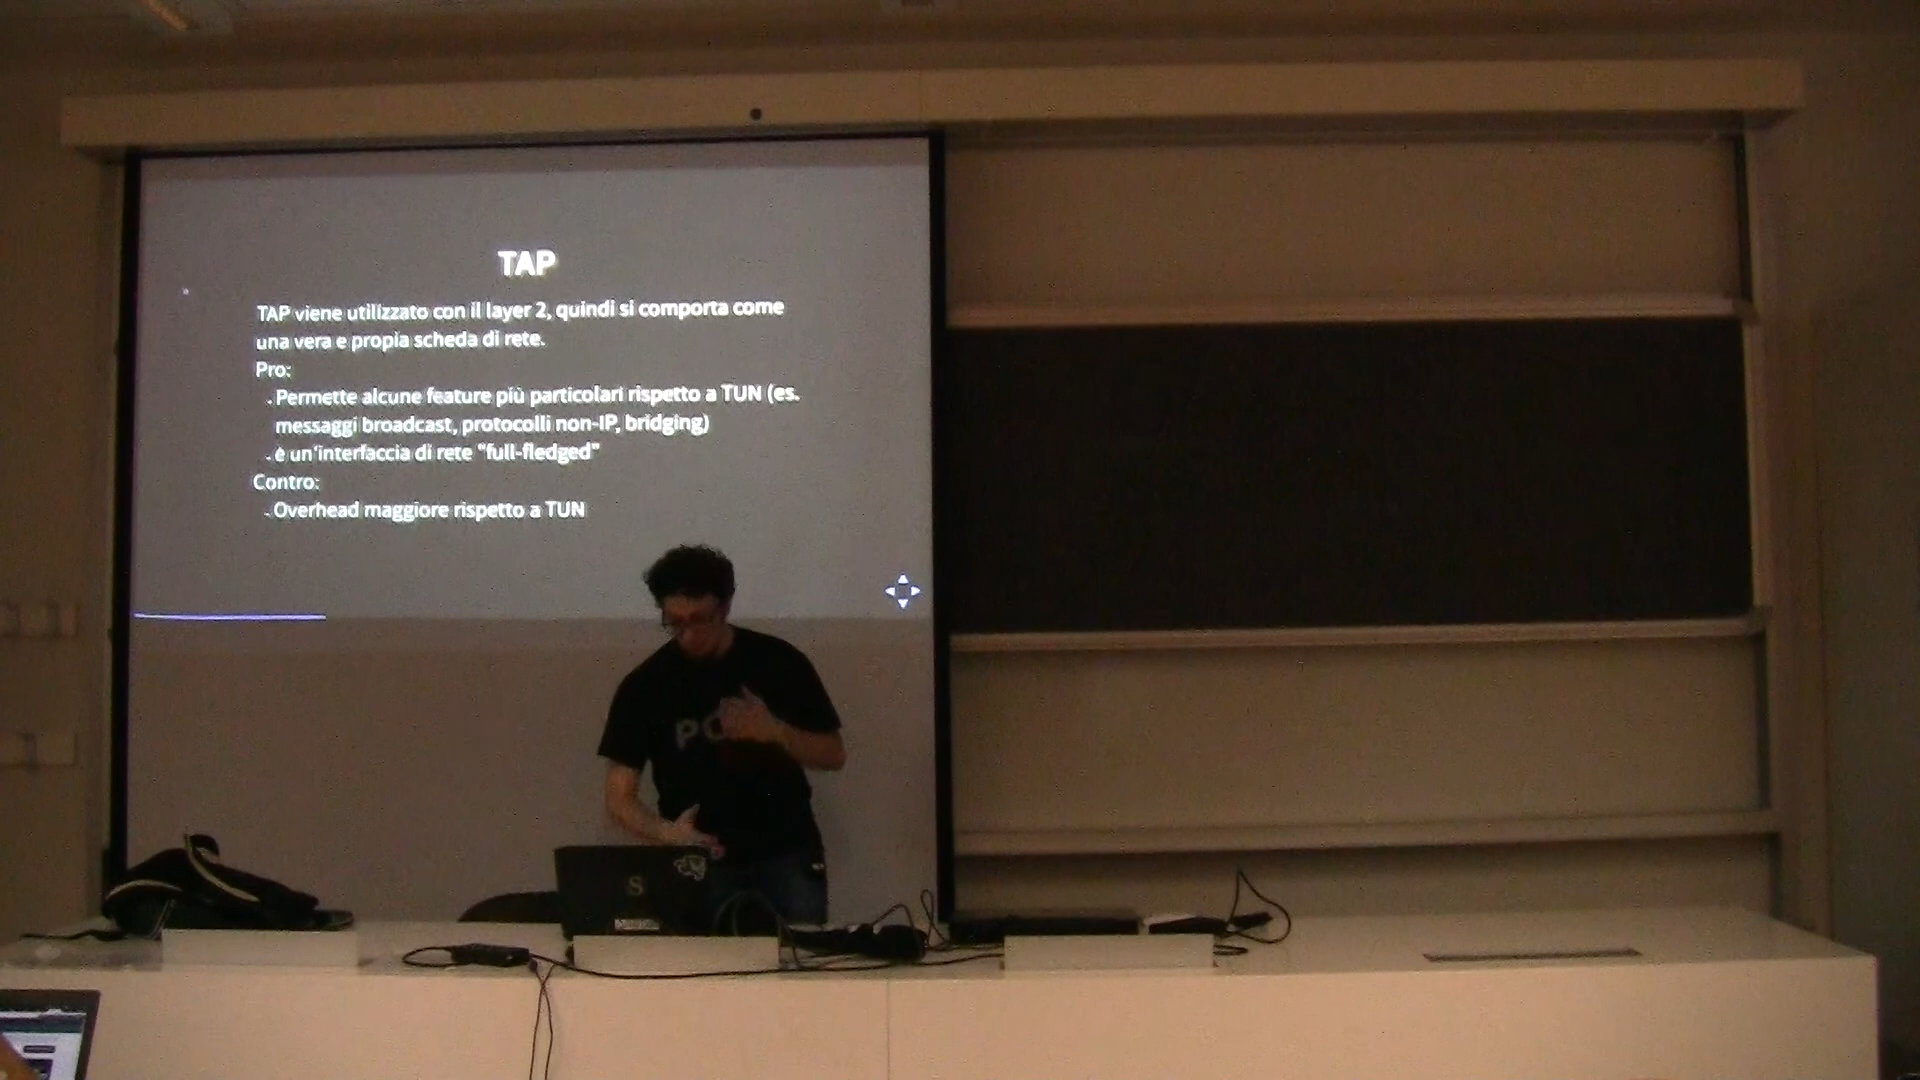 TAP
TAP viene utilizzato con il layer 2, quindi si comporta come
una vera e propia scheda di rete.
Pro:
- Permette alcune feature più particolari rispetto a TUN (es.
messaggi broadcast, protocolli non-IP, bridging)
- è un'interfaccia di rete "full-fledged"
Contro:
- Overhead maggiore rispetto a TUN
S